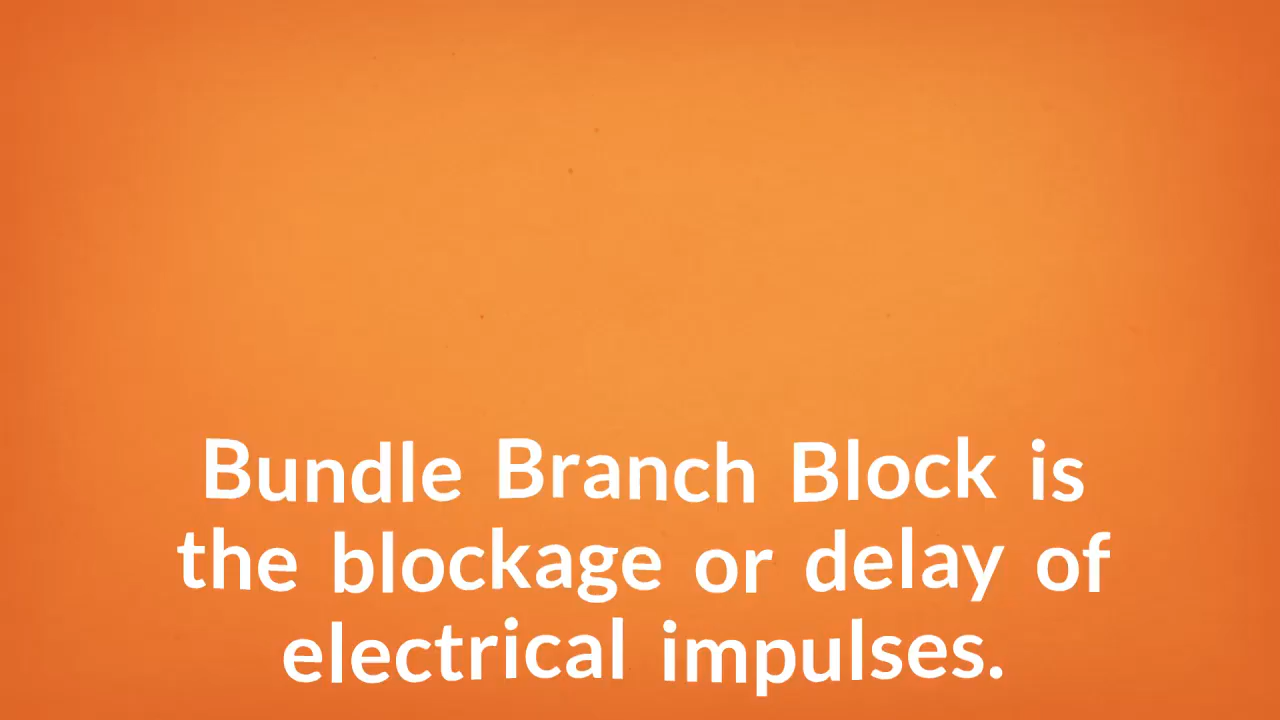 Bundle Branch Block is
the blockage or delay of
electrical impulses.